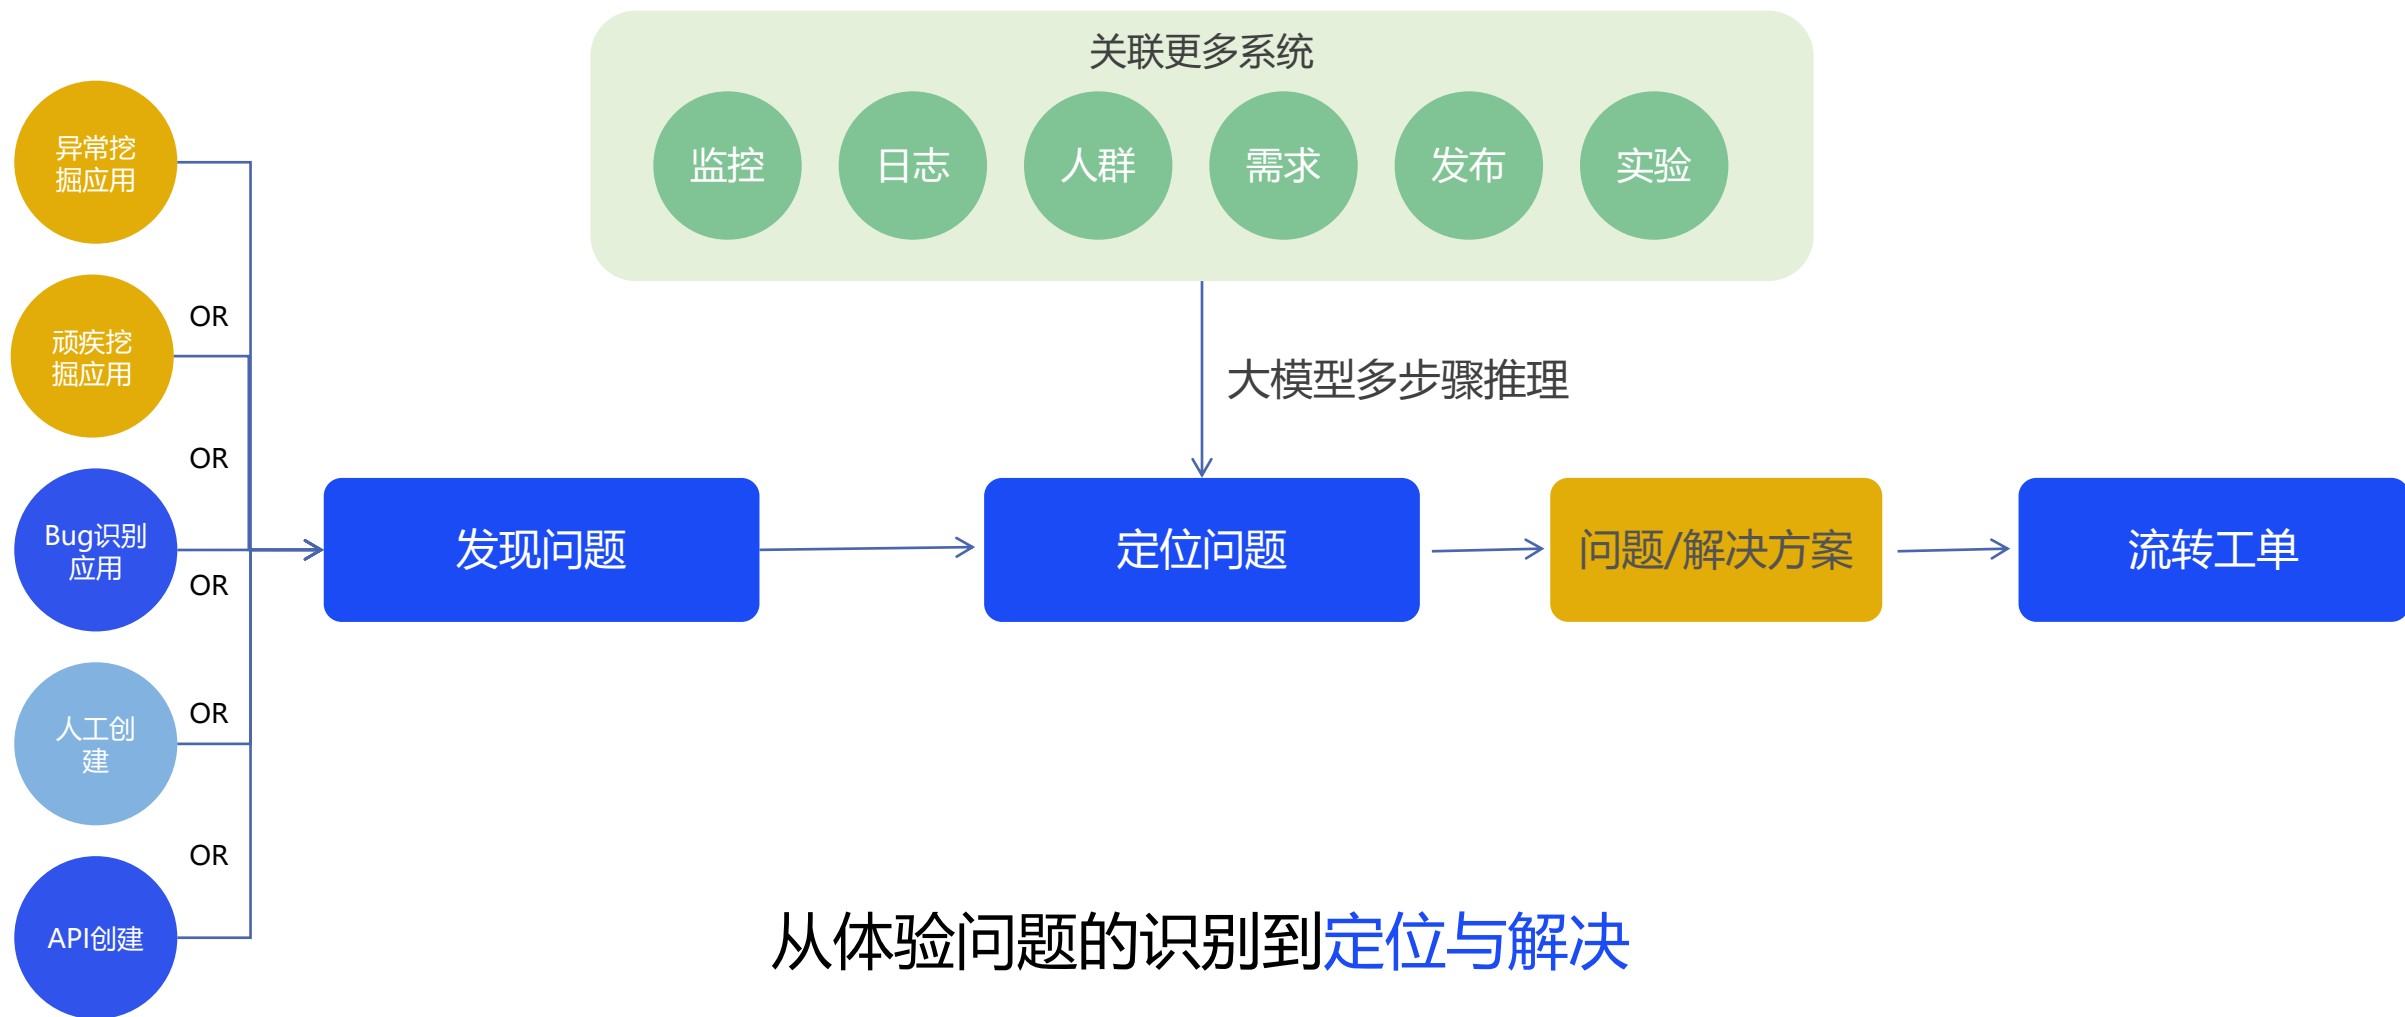 关联更多系统
监控
日志
人群
需求
发布
实验
异常挖
掘应用
OR
顽疾挖
掘应用
大模型多步骤推理
OR
Bug识别
应用
发现问题
定位问题
问题/解决方案
流转工单
OR
OR
人工创
建
OR
API创建
从体验问题的识别到定位与解决